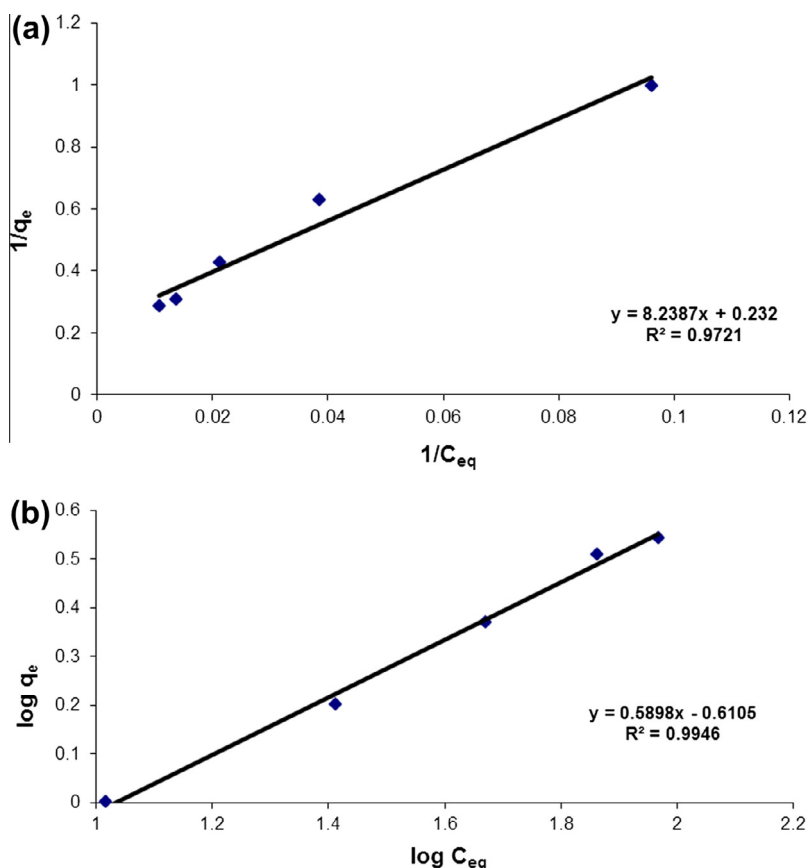 (a)
1.2
1
0.8
0.6
0.4
0.2
0
1/qe
0
0.02
0.04
0.06
0.08
0.1
0.12
1/Ceq
y = 8.2387x + 0.232
R² = 0.9721
(b)
0.6
0.5
0.4
0.3
0.2
0.1
0
log qe
1
1.2
1.4
1.6
1.8
2
2.2
log Ceq
y = 0.5898x - 0.6105
R² = 0.9946